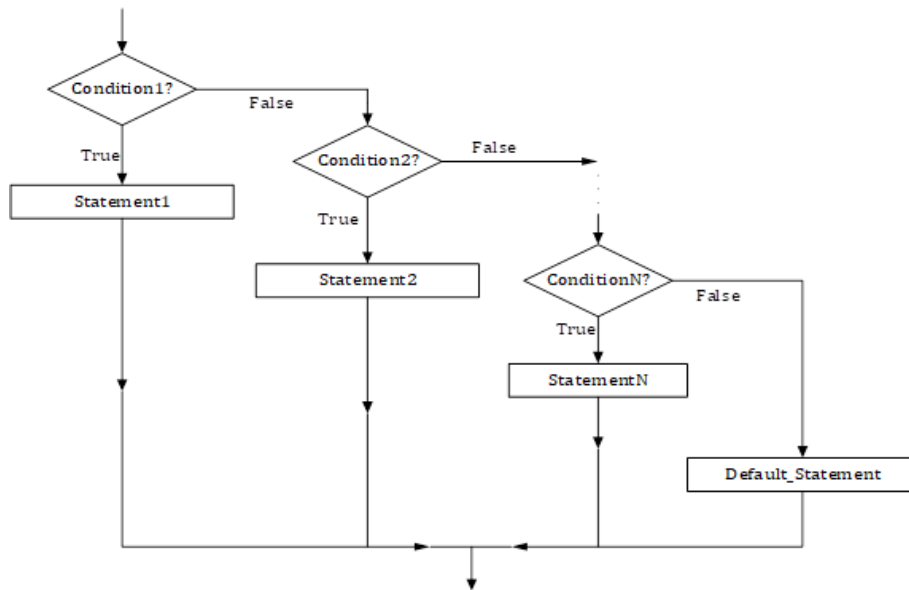 Condition1?
False
True
Condition2?
False
Statement1
True
Statement2
ConditionN?
False
True
StatementN
Default_Statement